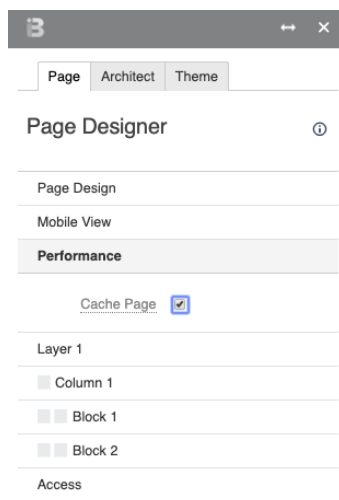 iB
Page Architect Theme
Page Designer
Page Design
Mobile View
Performance
Cache Page
Layer 1
Column 1
Block 1
Block 2
Access